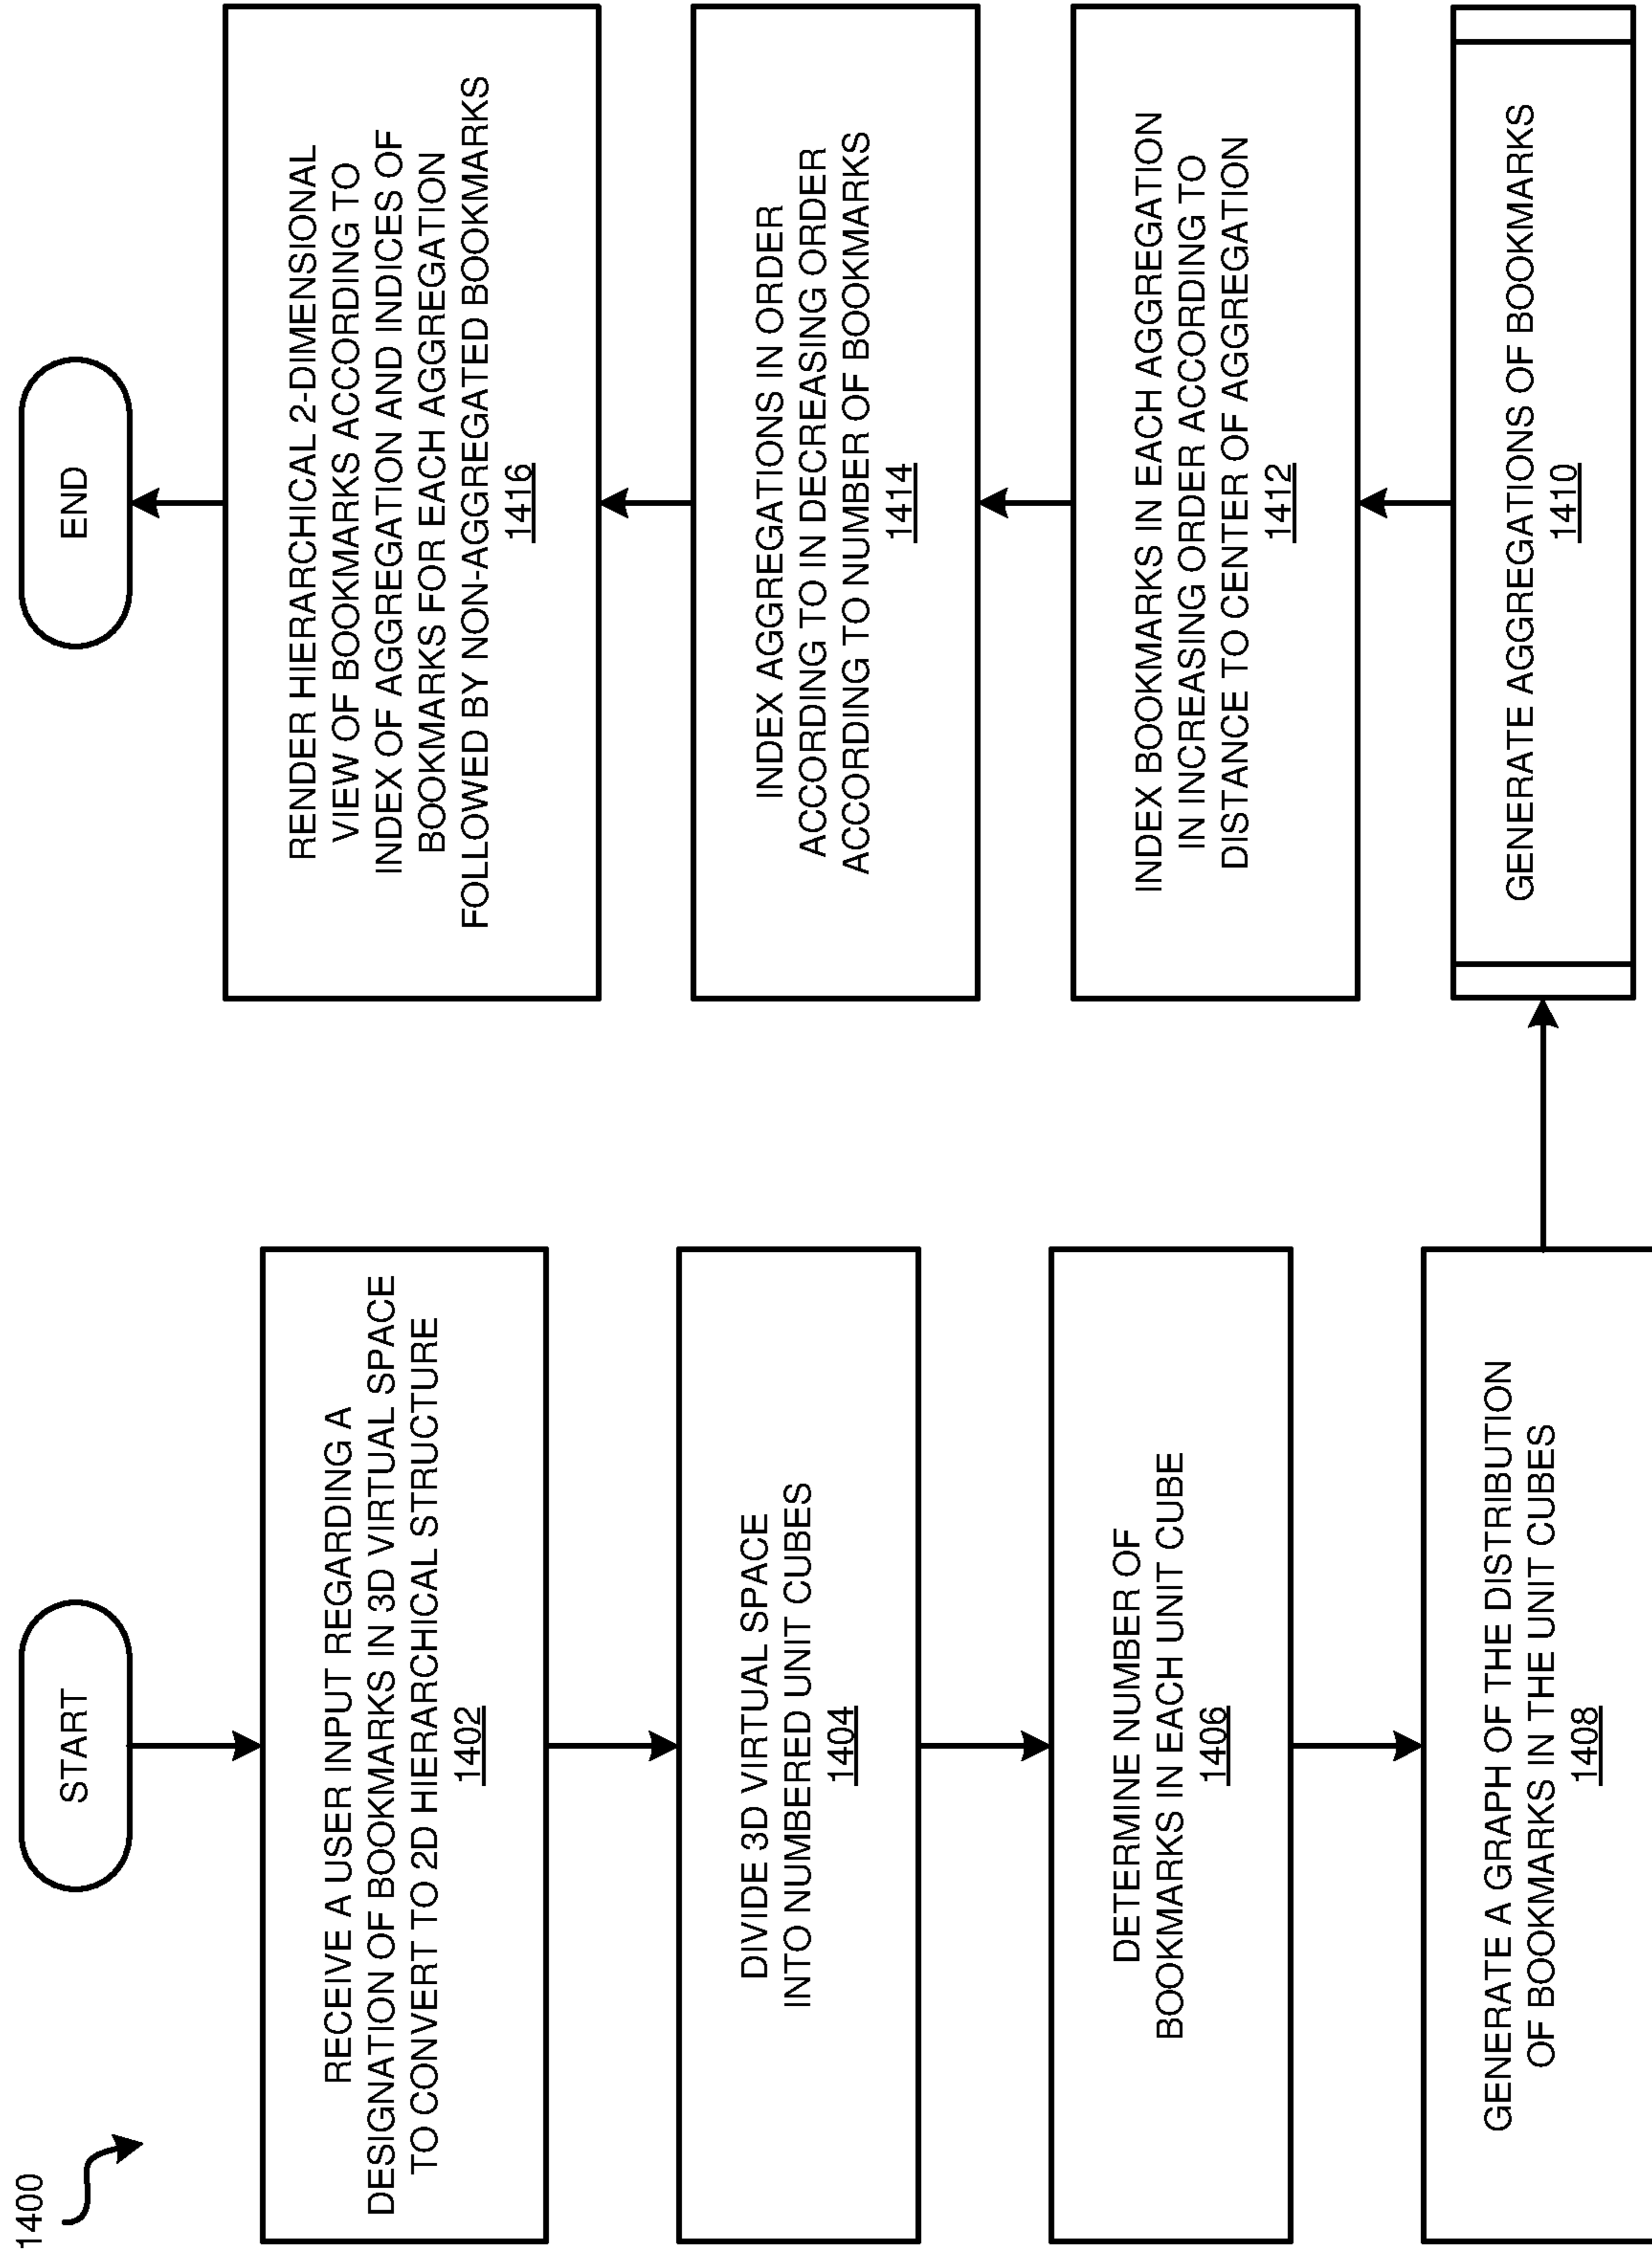 1400
START
RECEIVE A USER INPUT REGARDING A
DESIGNATION OF BOOKMARKS IN 3D VIRTUAL SPACE
TO CONVERT TO 2D HIERARCHICAL STRUCTURE
1402
DIVIDE 3D VIRTUAL SPACE
INTO NUMBERED UNIT CUBES
1404
DETERMINE NUMBER OF
BOOKMARKS IN EACH UNIT CUBE
1406
GENERATE A GRAPH OF THE DISTRIBUTION
OF BOOKMARKS IN THE UNIT CUBES
1408
GENERATE AGGREGATIONS OF BOOKMARKS
1410
INDEX BOOKMARKS IN EACH AGGREGATION
IN INCREASING ORDER ACCORDING TO
DISTANCE TO CENTER OF AGGREGATION
1412
INDEX AGGREGATIONS IN ORDER
ACCORDING TO IN DECREASING ORDER
ACCORDING TO NUMBER OF BOOKMARKS
1414
RENDER HIERARCHICAL 2-DIMENSIONAL
VIEW OF BOOKMARKS ACCORDING TO
INDEX OF AGGREGATION AND INDICES OF
BOOKMARKS FOR EACH AGGREGATION
FOLLOWED BY NON-AGGREGATED BOOKMARKS
1416
END